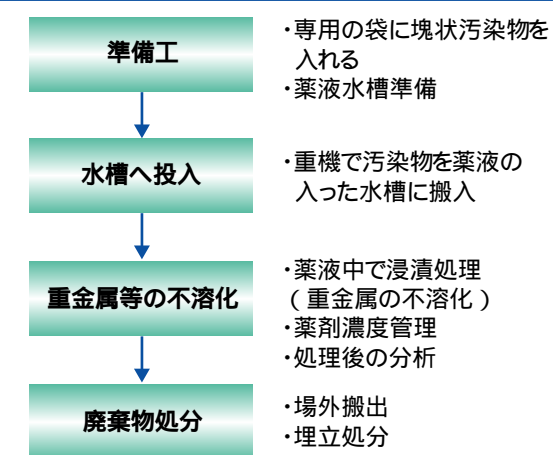 準備工
・専用の袋に塊状汚染物を
入れる
・薬液水槽準備
水槽へ投入
・重機で汚染物を薬液の
入った水槽に搬入
重金属等の不溶化
・薬液中で浸漬処理
(重金属の不溶化)
・薬剤濃度管理
・処理後の分析
廃棄物処分
・場外搬出
・埋立処分